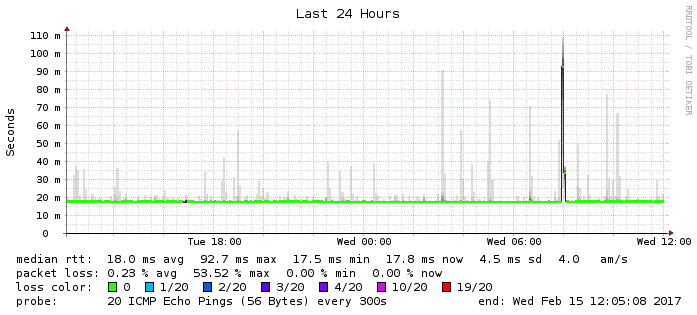 Last 24 Hours
RRDTOOL / TOBI OETIKER
Seconds
110 m
100 m
90 m
80 m
70 m
60 m
50 m
40 m
30 m
20 m
10 m
0
Tue 18:00 Wed 00:00 Wed 06:00 Wed 12:00
median rtt: 18.0 ms avg 92.7 ms max 17.5 ms min 17.8 ms now 4.5 ms sd 4.0 am/s
packet loss: 0.23 % avg 53.52 % max 0.00 % min 0.00 % now
loss color: 0 1/20 2/20 3/20 4/20 10/20 19/20
probe: 20 ICMP Echo Pings (56 Bytes) every 300s end: Wed Feb 15 12:05:08 2017